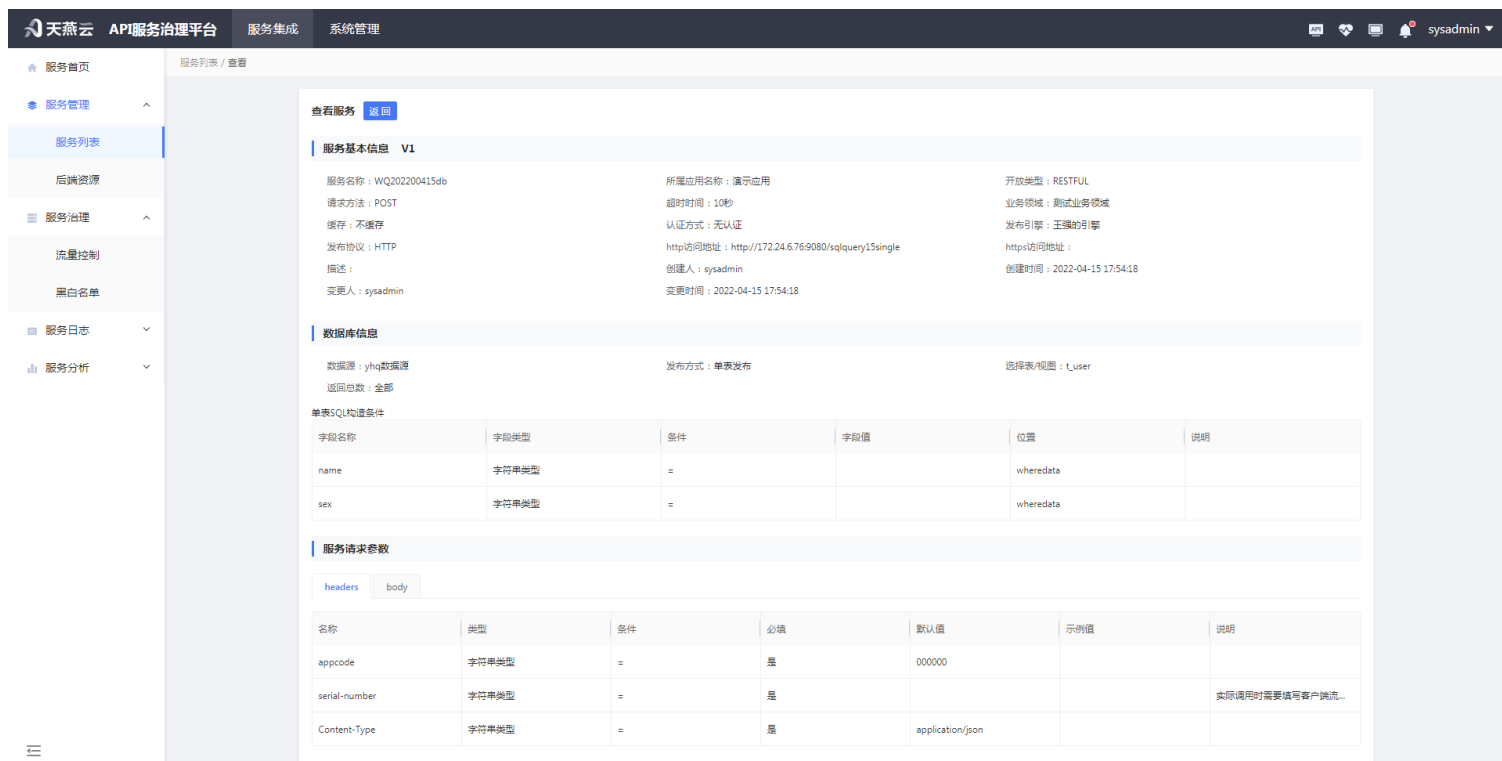 天燕云 API服务治理平台 服务集成 系统管理 API sysadmin
服务首页
服务管理
服务列表
后端资源
服务治理
流量控制
黑白名单
服务日志
服务分析
服务列表 / 查看
查看服务 返回
服务基本信息 V1
服务名称：WQ202200415db 所属应用名称：演示应用 开放类型：RESTFUL
请求方法：POST 超时时间：10秒 业务领域：测试业务领域
缓存：不缓存 认证方式：无认证 发布引擎：王强的引擎
发布协议：HTTP http访问地址：http://172.24.6.76:9080/sqlquery15single https访问地址：
描述： 创建人：sysadmin 创建时间：2022-04-15 17:54:18
变更人：sysadmin 变更时间：2022-04-15 17:54:18
数据库信息
数据源：yhq数据源 发布方式：单表发布 选择表/视图：t_user
返回总数：全部
单表SQL构造条件
字段名称 字段类型 条件 字段值 位置 说明
name 字符串类型 = wheredata
sex 字符串类型 = wheredata
服务请求参数
headers body
名称 类型 条件 必填 默认值 示例值 说明
appcode 字符串类型 = 是 000000
serial-number 字符串类型 = 是 实际调用时需要填写客户端流...
Content-Type 字符串类型 = 是 application/json